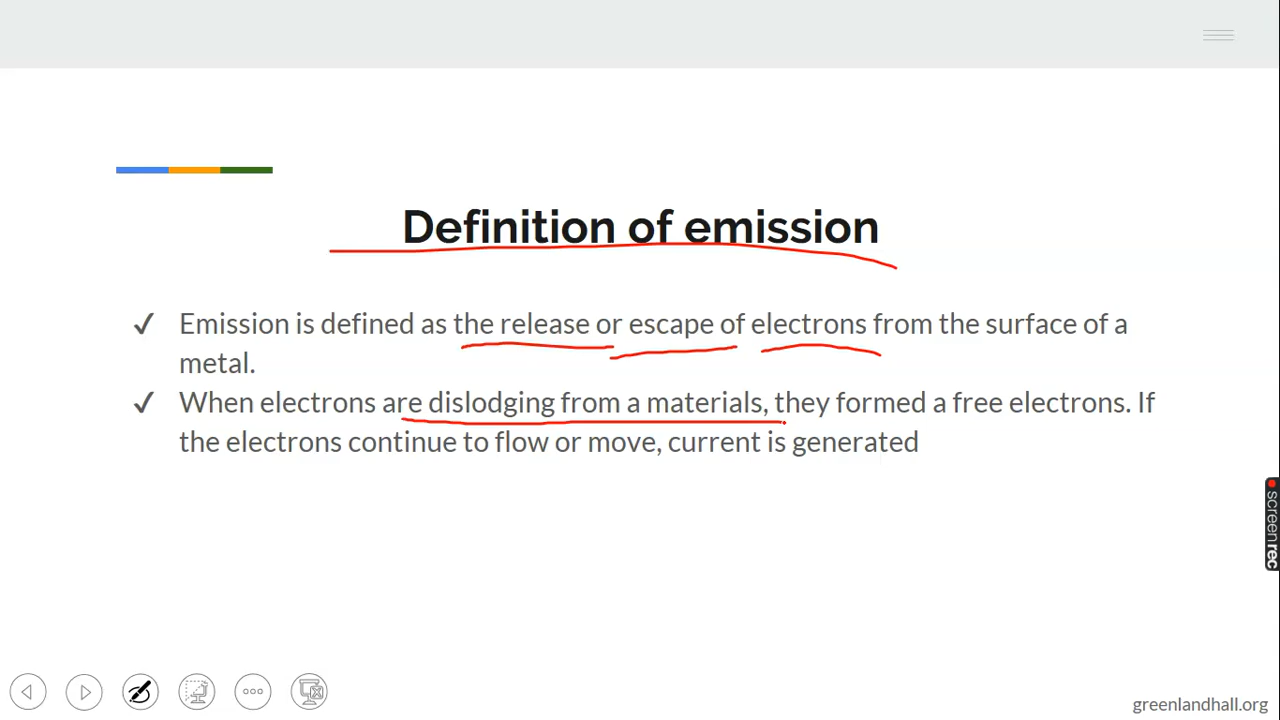 Definition of emission
✓ Emission is defined as the release or escape of electrons from the surface of a
metal.
✓ When electrons are dislodging from a materials, they formed a free electrons. If
the electrons continue to flow or move, current is generated
screenrec
greenlandhall.org